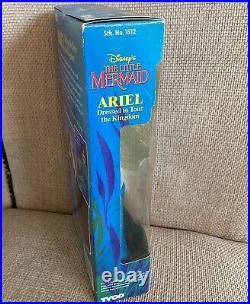 Stk. No. 1812
Disney's
THE LITTLE
MERMAID
ARIEL
Dressed to Tour
the Kingdom
TYCO